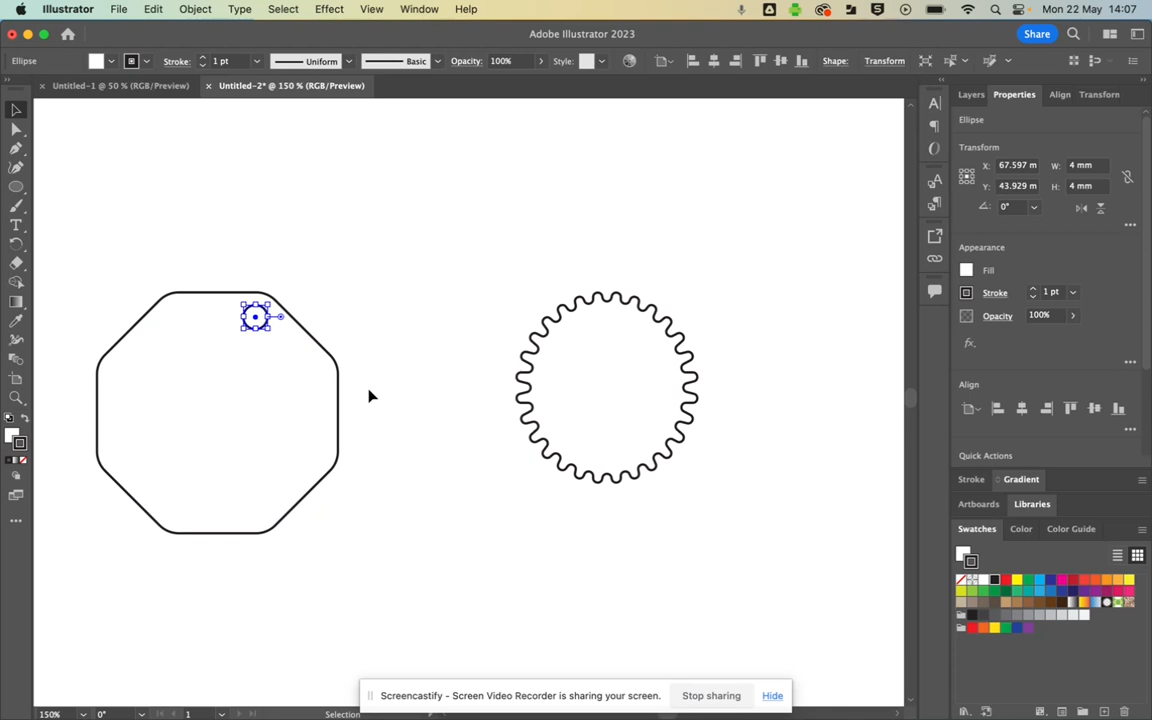 Illustrator File Edit Object Type Select Effect View Window Help Mon 22 May 14:07
Adobe Illustrator 2023 Share
Ellipse Stroke: 1 pt Uniform Basic Opacity: 100% Style: Shape: Transform
Untitled-1 @ 50 % (RGB/Preview) Untitled-2* @ 150 % (RGB/Preview) Layers Properties Align Transform
Ellipse
Transform
X: 67.597 m W: 4 mm
Y: 43.929 m H: 4 mm
0°
Appearance
Fill
Stroke 1 pt
Opacity 100%
fx.
Align
Quick Actions
Stroke Gradient
Artboards Libraries
Swatches Color Color Guide
Screencastify - Screen Video Recorder is sharing your screen. Stop sharing Hide
150% 0° 1 Selection